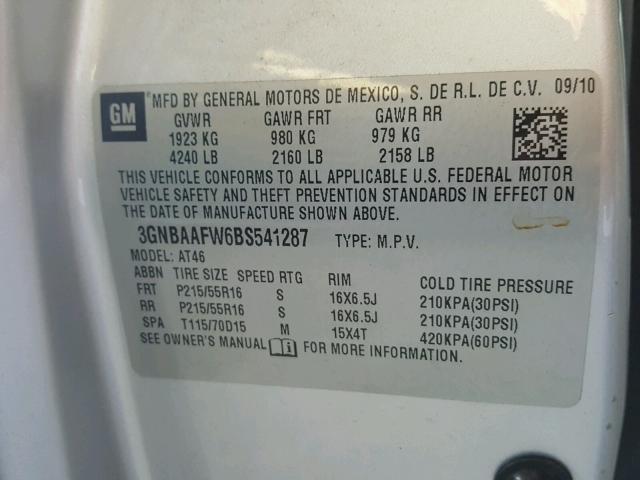 GM
MFD BY GENERAL MOTORS DE MEXICO, S. DE R.L. DE C.V. 09/10
GVWR GAWR FRT GAWR RR
1923 KG 980 KG 979 KG
4240 LB 2160 LB 2158 LB
THIS VEHICLE CONFORMS TO ALL APPLICABLE U.S. FEDERAL MOTOR
VEHICLE SAFETY AND THEFT PREVENTION STANDARDS IN EFFECT ON
THE DATE OF MANUFACTURE SHOWN ABOVE.
3GNBAAFW6BS541287 TYPE: M.P.V.
MODEL: AT46
ABBN TIRE SIZE SPEED RTG RIM COLD TIRE PRESSURE
FRT P215/55R16 S 16X6.5J 210KPA(30PSI)
RR P215/55R16 S 16X6.5J 210KPA(30PSI)
SPA T115/70D15 M 15X4T 420KPA(60PSI)
SEE OWNER'S MANUAL FOR MORE INFORMATION.